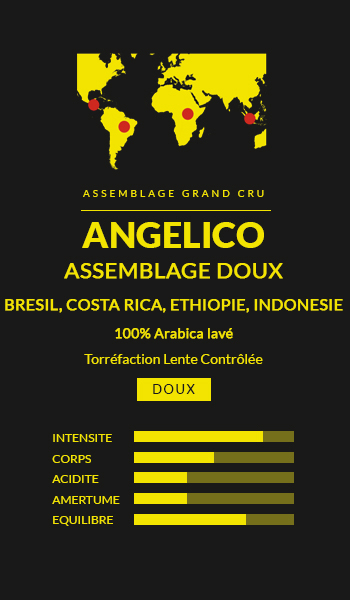 ASSEMBLAGE GRAND CRU
ANGELICO
ASSEMBLAGE DOUX
BRESIL, COSTA RICA, ETHIOPIE, INDONESIE
100% Arabica lavé
Torréfaction Lente Contrôlée
DOUX
INTENSITE
CORPS
ACIDITE
AMERTUME
EQUILIBRE